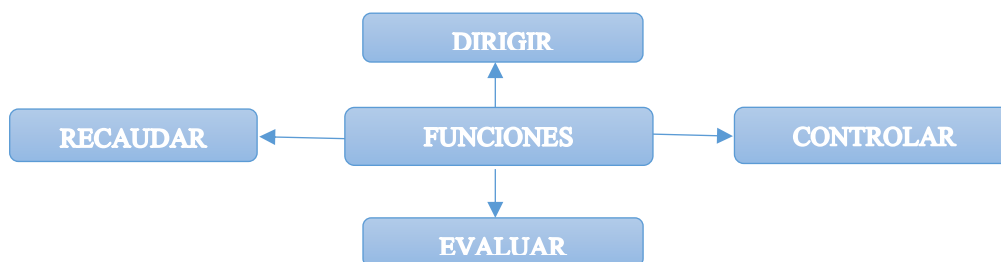 DIRIGIR
RECAUDAR
FUNCIONES
CONTROLAR
EVALUAR